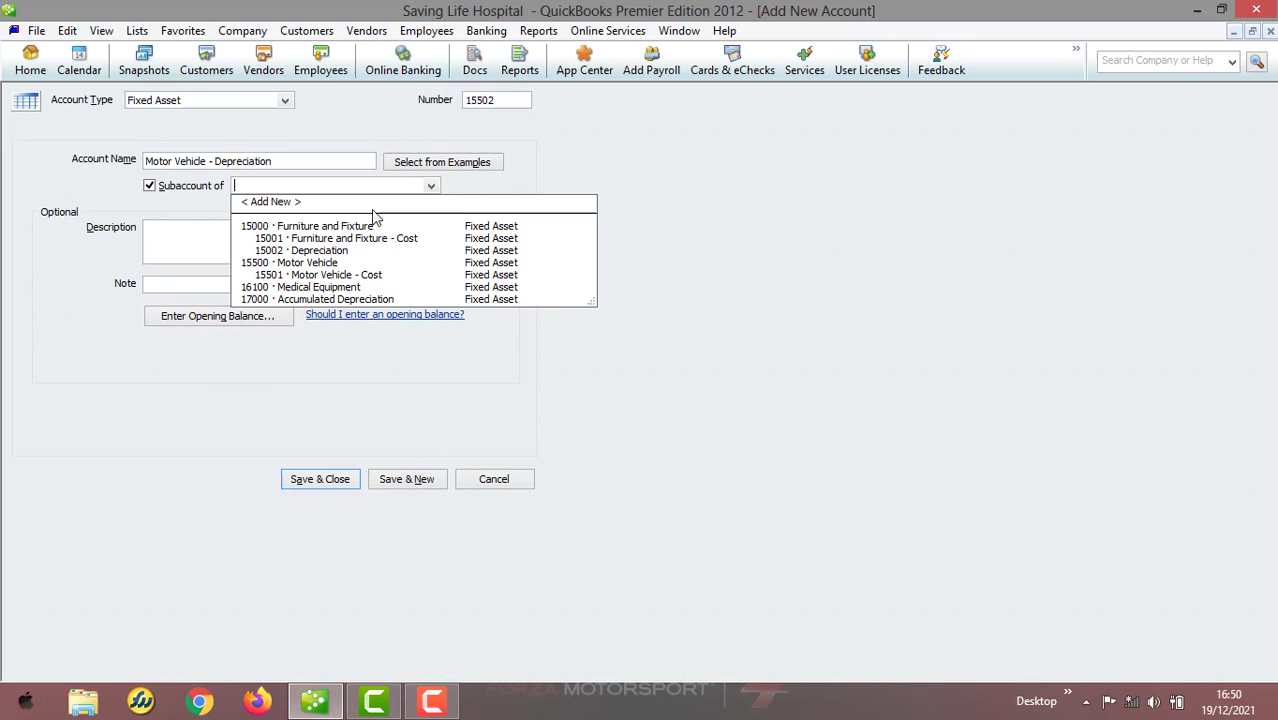 Saving Life Hospital - QuickBooks Premier Edition 2012 - [Add New Account]
File Edit View Lists Favorites Company Customers Vendors Employees Banking Reports Online Services Window Help
Home Calendar Snapshots Customers Vendors Employees Online Banking Docs Reports App Center Add Payroll Cards & eChecks Services User Licenses Feedback Search Company or Help
Account Type Fixed Asset Number 15502
Account Name Motor Vehicle - Depreciation Select from Examples
Subaccount of
< Add New >
Optional
Description
15000 · Furniture and Fixture Fixed Asset
15001 · Furniture and Fixture - Cost Fixed Asset
15002 · Depreciation Fixed Asset
15500 · Motor Vehicle Fixed Asset
15501 · Motor Vehicle - Cost Fixed Asset
Note
16100 · Medical Equipment Fixed Asset
17000 · Accumulated Depreciation Fixed Asset
Enter Opening Balance... Should I enter an opening balance?
Save & Close Save & New Cancel
FORZA MOTORSPORT
Desktop
16:50
19/12/2021